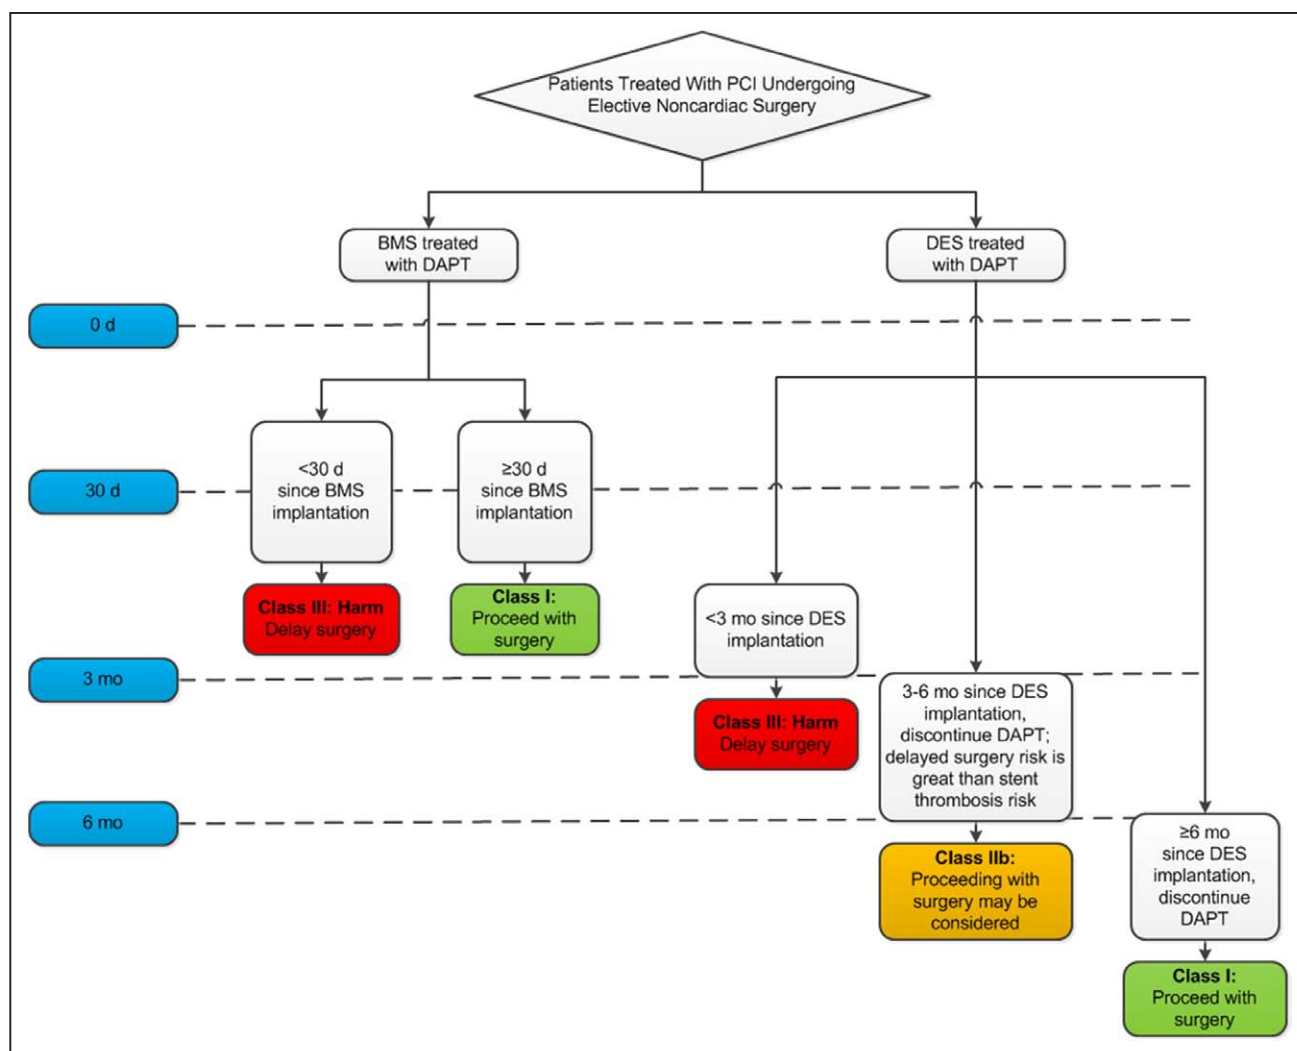 Patients Treated With PCI Undergoing
Elective Noncardiac Surgery
BMS treated
with DAPT
DES treated
with DAPT
0 d
30 d
<30 d
since BMS
implantation
≥30 d
since BMS
implantation
Class III: Harm
Delay surgery
Class I:
Proceed with
surgery
<3 mo since DES
implantation
3 mo
Class III: Harm
Delay surgery
3-6 mo since DES
implantation,
discontinue DAPT;
delayed surgery risk is
great than stent
thrombosis risk
6 mo
Class IIb:
Proceeding with
surgery may be
considered
≥6 mo
since DES
implantation,
discontinue
DAPT
Class I:
Proceed with
surgery